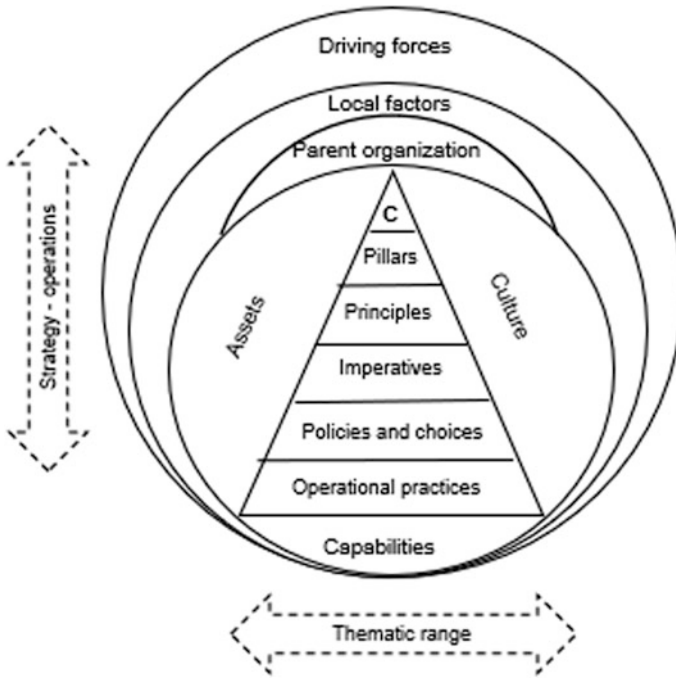 Driving forces
Local factors
Parent organization
C
Pillars
Principles
Imperatives
Policies and choices
Operational practices
Capabilities
Assets
Culture
Strategy - operations
Thematic range